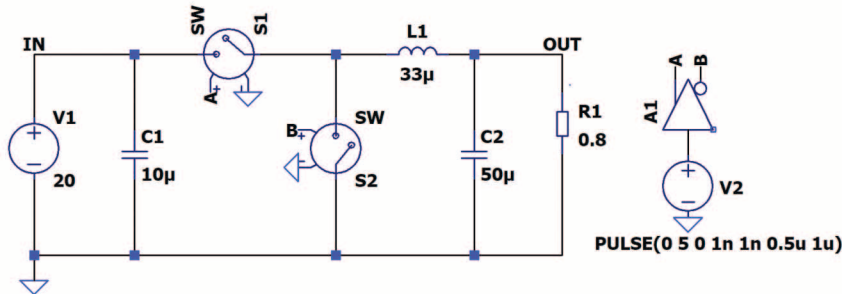 IN
SW
S1
A
+
L1
33µ
OUT
V1
20
C1
10µ
B
+
SW
S2
C2
50µ
R1
0.8
A
B
A1
V2
PULSE(0 5 0 1n 1n 0.5u 1u)